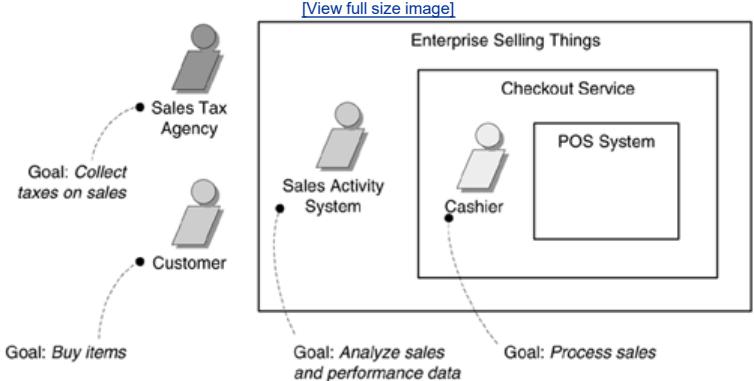 [View full size image]
Enterprise Selling Things
Checkout Service
POS System
Sales Tax
Agency
Goal: Collect
taxes on sales
Sales Activity
System
Cashier
Customer
Goal: Buy items
Goal: Analyze sales
and performance data
Goal: Process sales